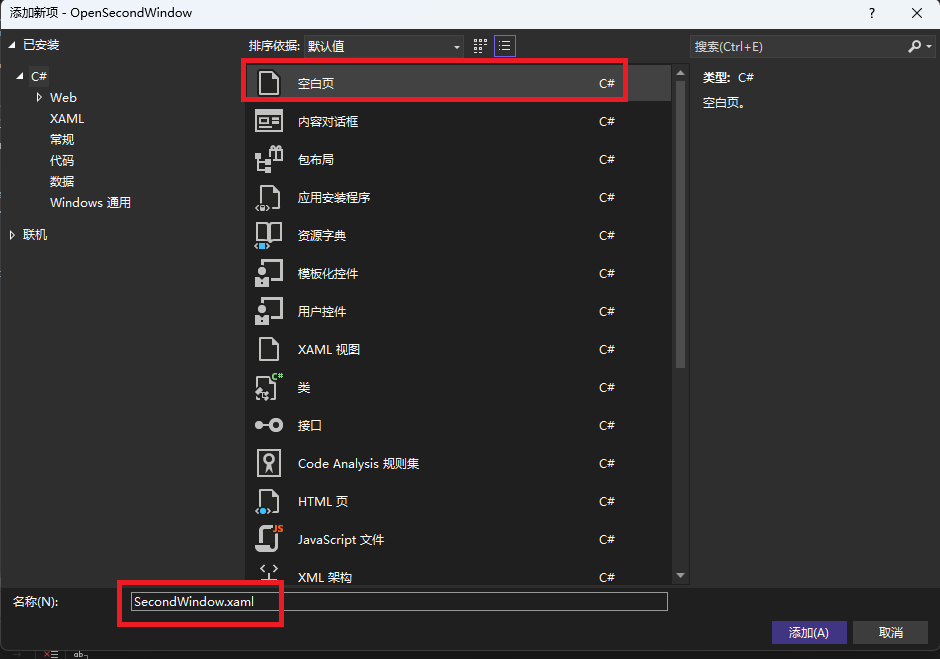 添加新项 - OpenSecondWindow
?
已安装
C#
Web
XAML
常规
代码
数据
Windows 通用
联机
排序依据: 默认值
空白页 C#
内容对话框 C#
包布局 C#
应用安装程序 C#
资源字典 C#
模板化控件 C#
用户控件 C#
XAML 视图 C#
C#
类 C#
接口 C#
Code Analysis 规则集 C#
HTML 页 C#
JS
JavaScript 文件 C#
XML 架构 C#
搜索(Ctrl+E)
类型: C#
空白页。
名称(N): SecondWindow.xaml
添加(A) 取消
ab